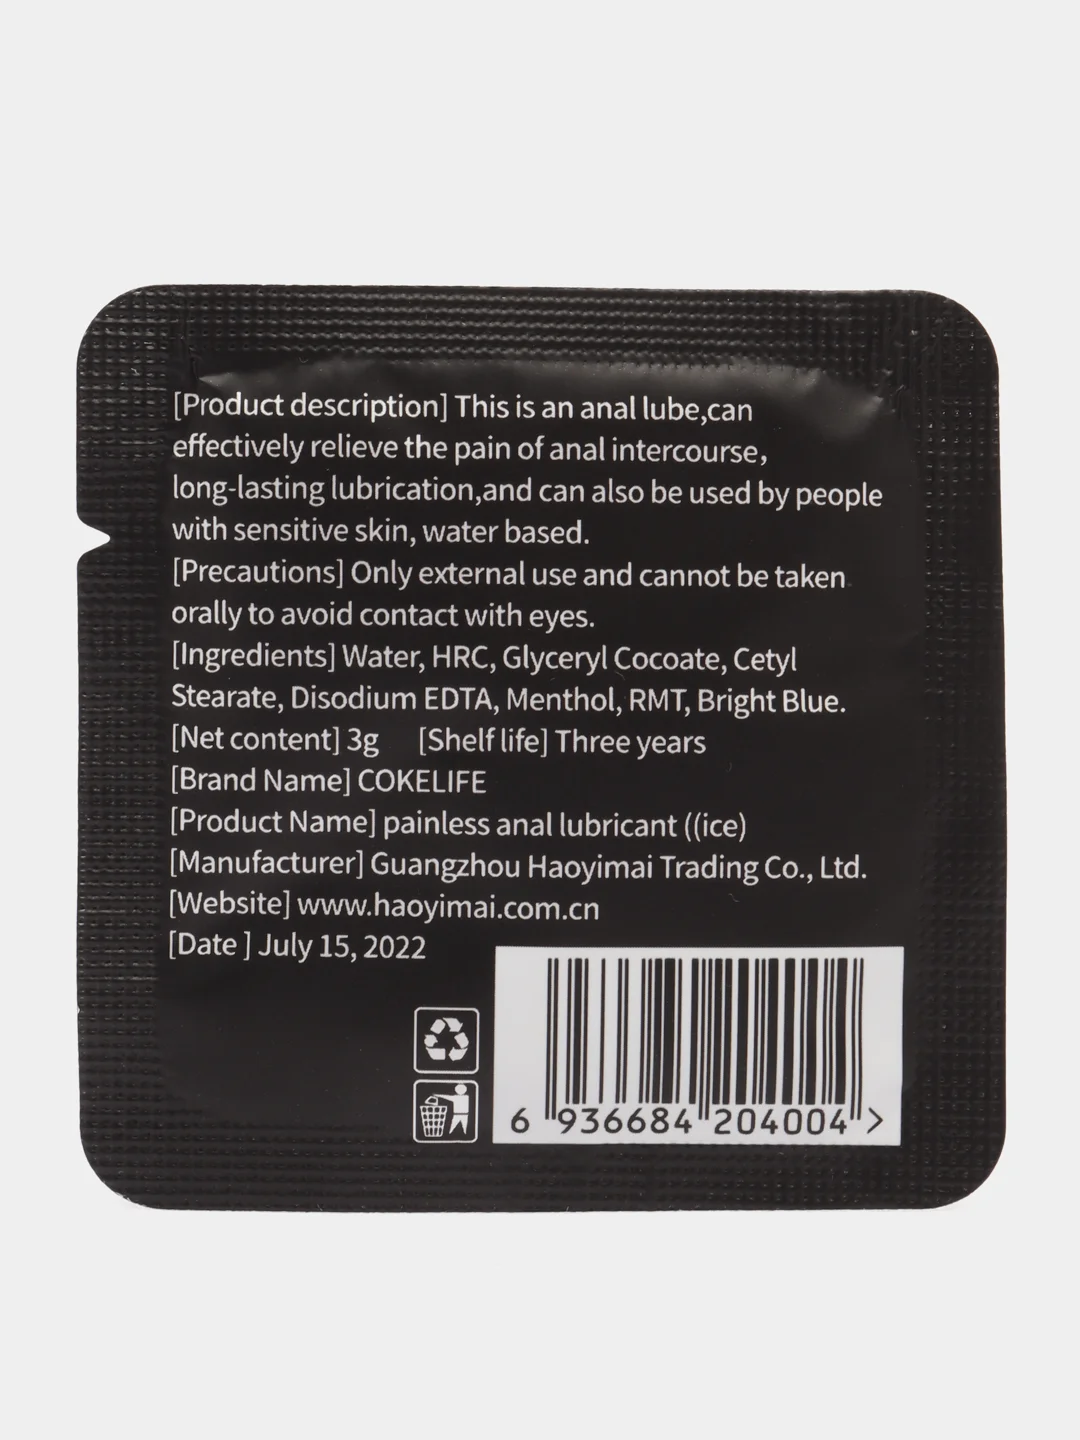 [Product description] This is an anal lube,can
effectively relieve the pain of anal intercourse,
long-lasting lubrication,and can also be used by people
with sensitive skin, water based.
[Precautions] Only external use and cannot be taken
orally to avoid contact with eyes.
[Ingredients] Water, HRC, Glyceryl Cocoate, Cetyl
Stearate, Disodium EDTA, Menthol, RMT, Bright Blue.
[Net content] 3g [Shelf life] Three years
[Brand Name] COKELIFE
[Product Name] painless anal lubricant ((ice)
[Manufacturer] Guangzhou Haoyimai Trading Co., Ltd.
[Website] www.haoyimai.com.cn
[Date ] July 15, 2022
6 936684 204004 >